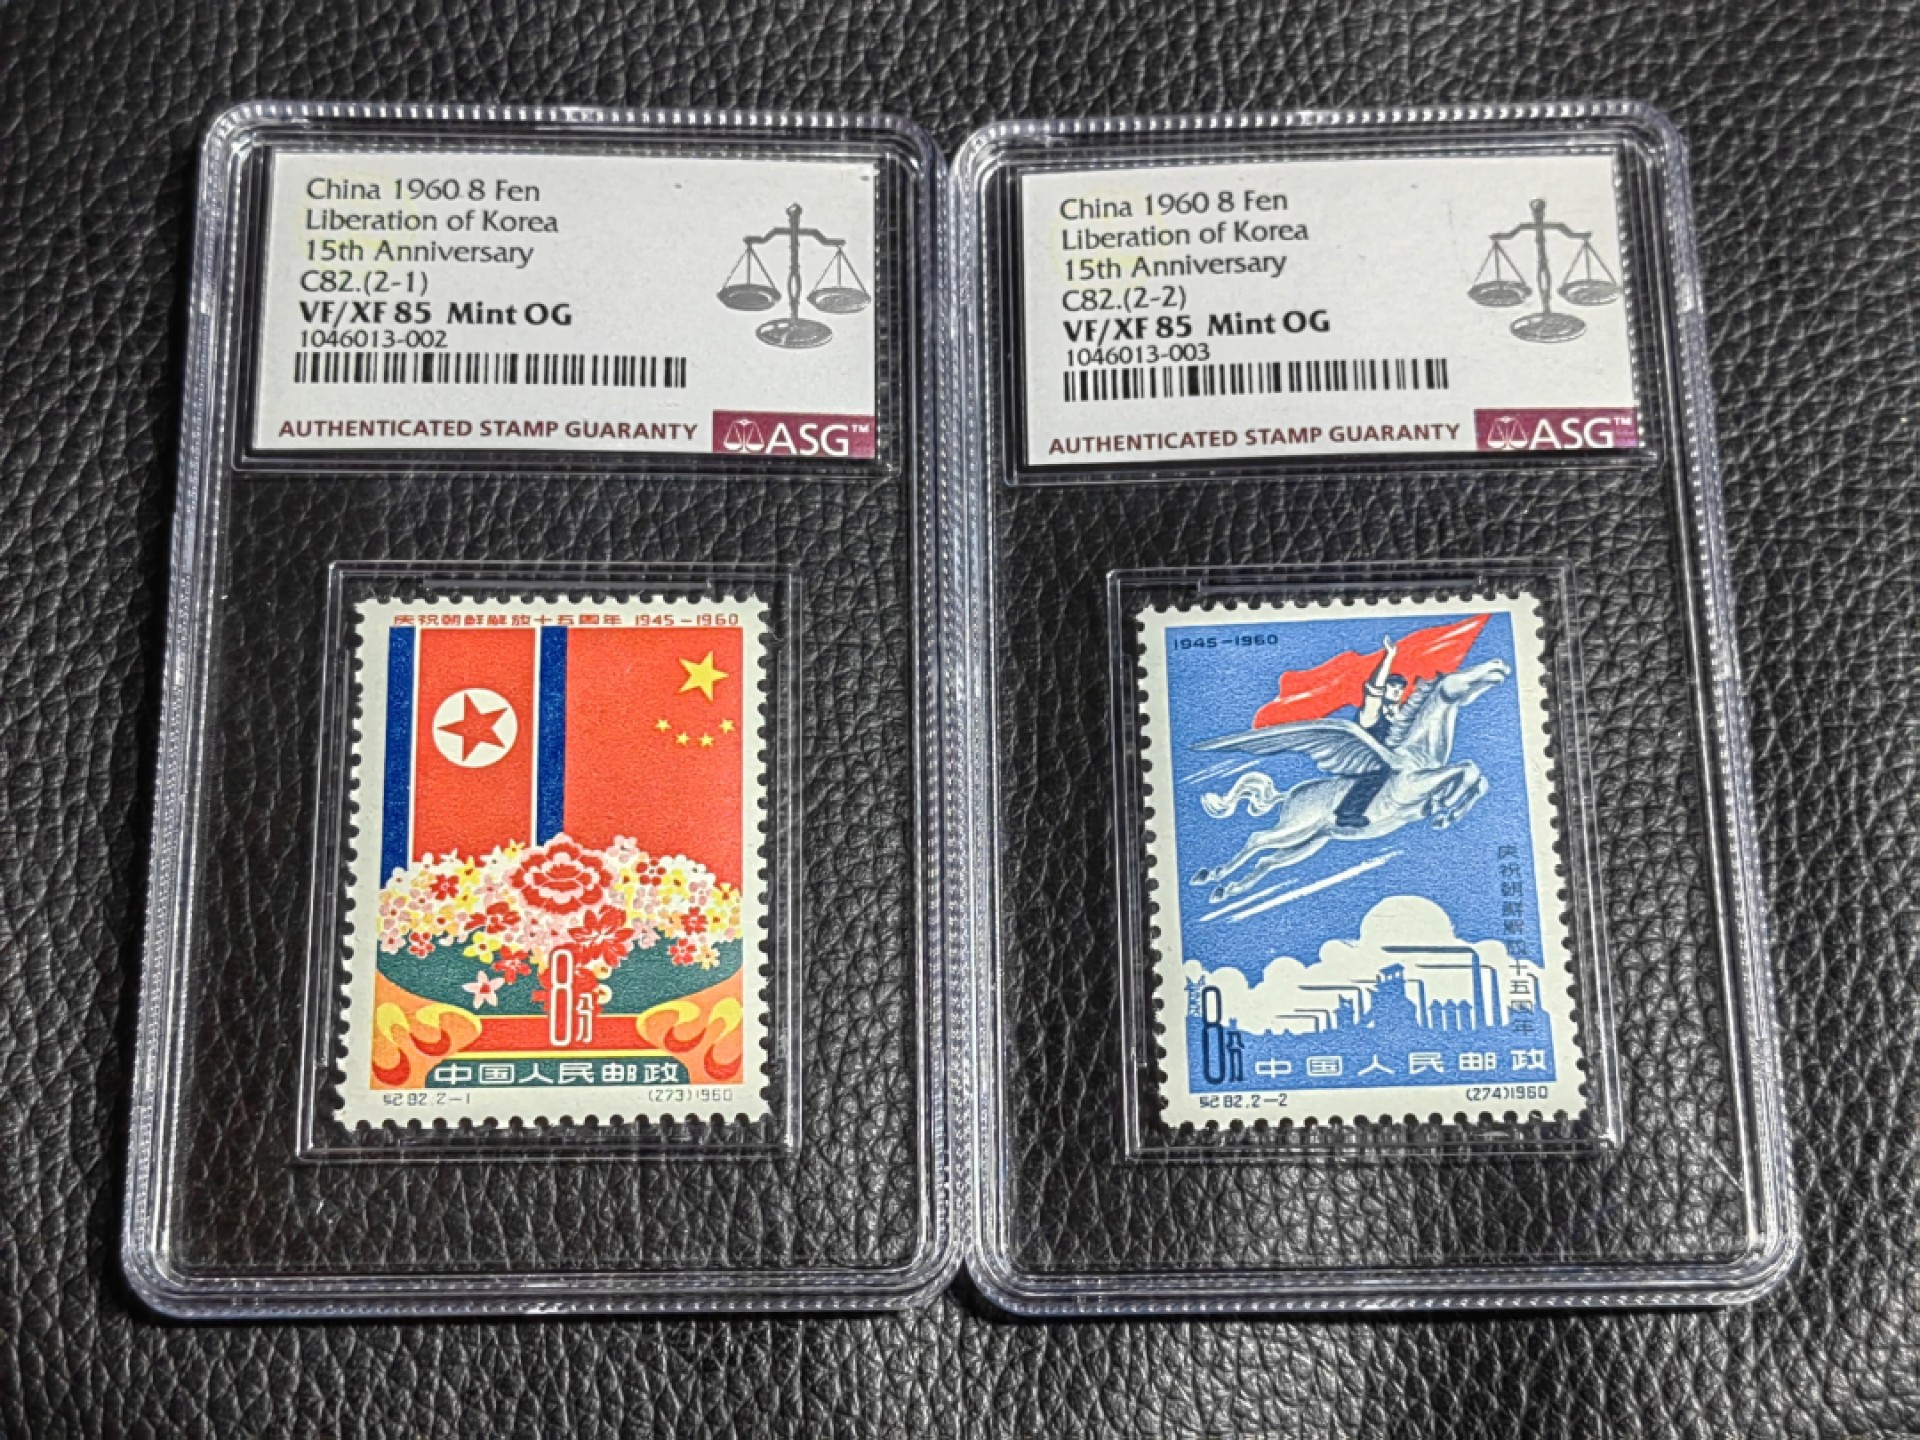 China 1960 8 Fen
Liberation of Korea
15th Anniversary
C82.(2-1)
VF/XF 85 Mint OG
1046013-002
AUTHENTICATED STAMP GUARANTY ASG™
庆祝朝鲜解放十五周年 1945-1960
8分
中国人民邮政
纪82.2-1 (273)1960
China 1960 8 Fen
Liberation of Korea
15th Anniversary
C82.(2-2)
VF/XF 85 Mint OG
1046013-003
AUTHENTICATED STAMP GUARANTY ASG™
1945-1960
庆祝朝鲜解放十五周年
8分 中国人民邮政
纪82.2-2 (274)1960